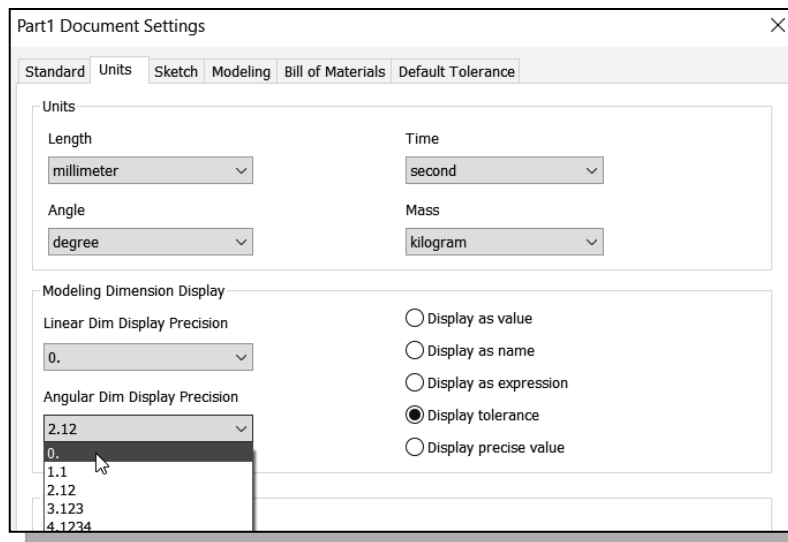 Part1 Document Settings
Standard Units Sketch Modeling Bill of Materials Default Tolerance
Units
Length
millimeter
Time
second
Angle
degree
Mass
kilogram
Modeling Dimension Display
Linear Dim Display Precision
0.
Angular Dim Display Precision
2.12
0.
1.1
2.12
3.123
4.1234
Display as value
Display as name
Display as expression
Display tolerance
Display precise value